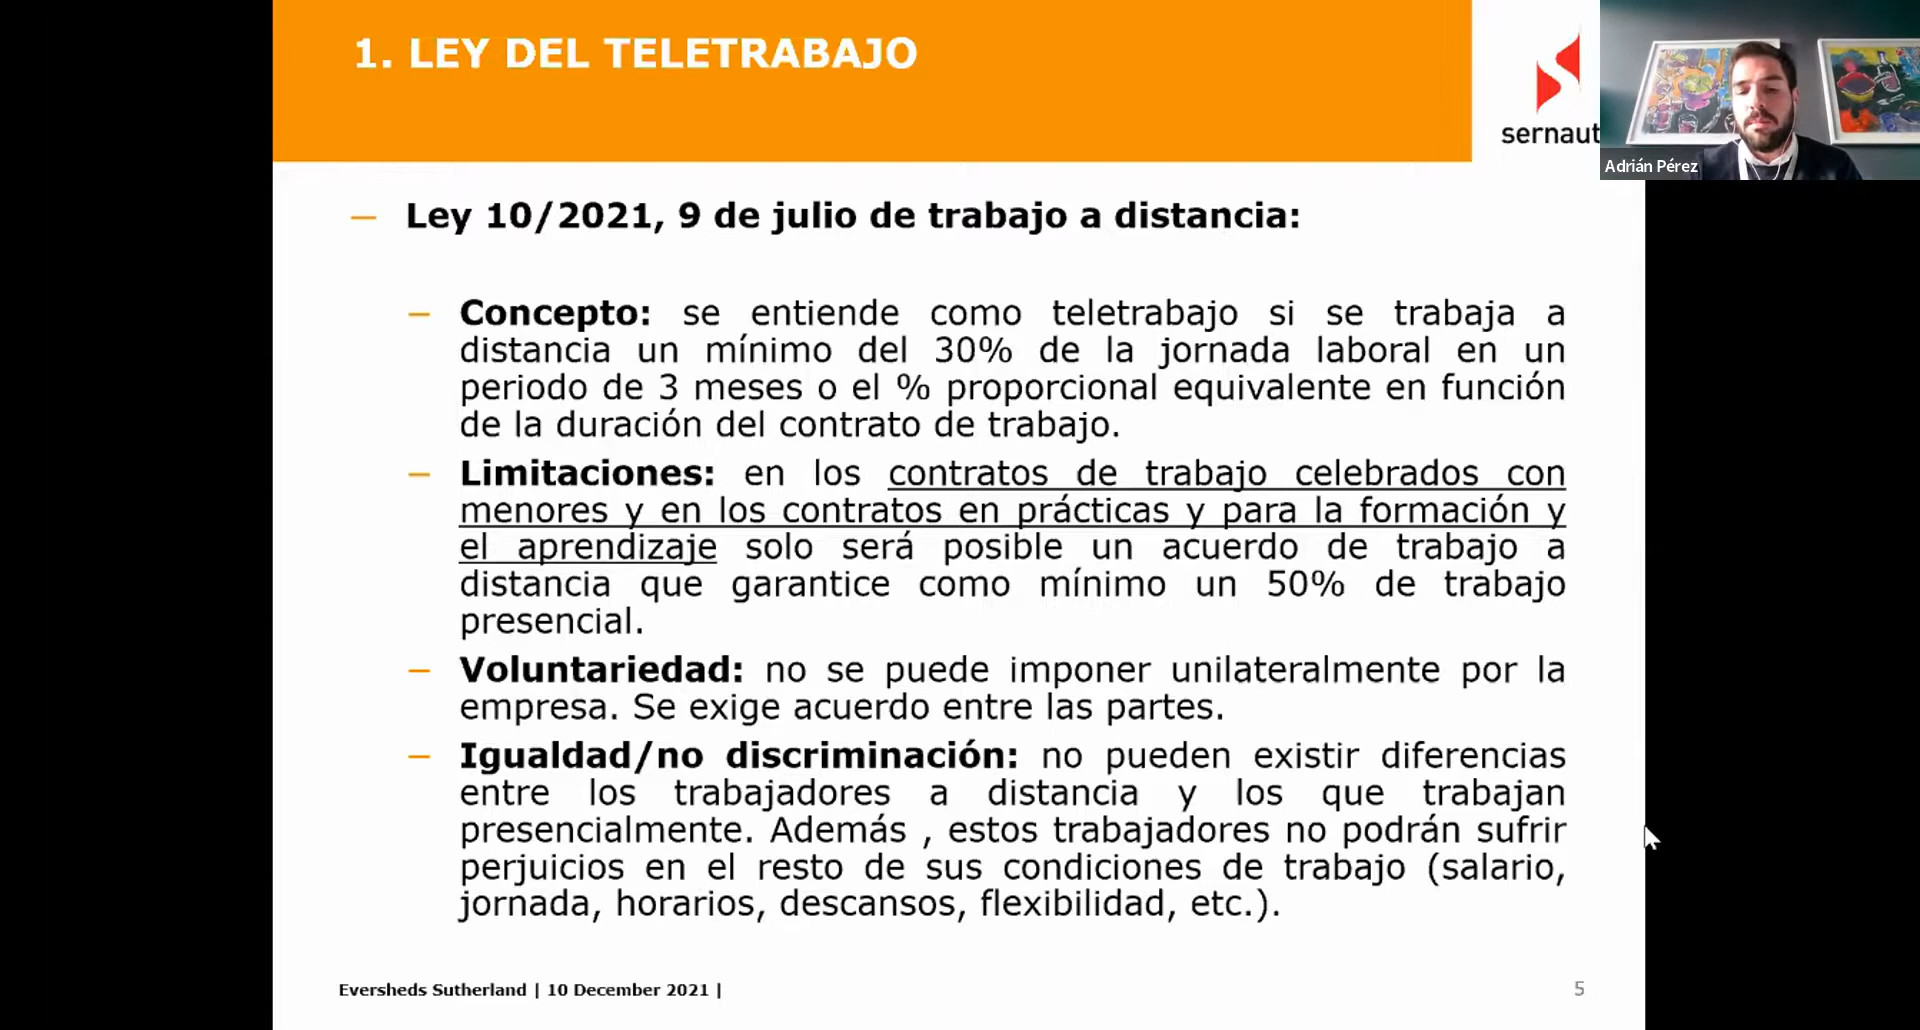 1. LEY DEL TELETRABAJO
sernaut
Adrián Pérez
— Ley 10/2021, 9 de julio de trabajo a distancia:
— Concepto: se entiende como teletrabajo si se trabaja a
distancia un mínimo del 30% de la jornada laboral en un
periodo de 3 meses o el % proporcional equivalente en función
de la duración del contrato de trabajo.
— Limitaciones: en los contratos de trabajo celebrados con
menores y en los contratos en prácticas y para la formación y
el aprendizaje solo será posible un acuerdo de trabajo a
distancia que garantice como mínimo un 50% de trabajo
presencial.
— Voluntariedad: no se puede imponer unilateralmente por la
empresa. Se exige acuerdo entre las partes.
— Igualdad/no discriminación: no pueden existir diferencias
entre los trabajadores a distancia y los que trabajan
presencialmente. Además , estos trabajadores no podrán sufrir
perjuicios en el resto de sus condiciones de trabajo (salario,
jornada, horarios, descansos, flexibilidad, etc.).
Eversheds Sutherland | 10 December 2021 |
5